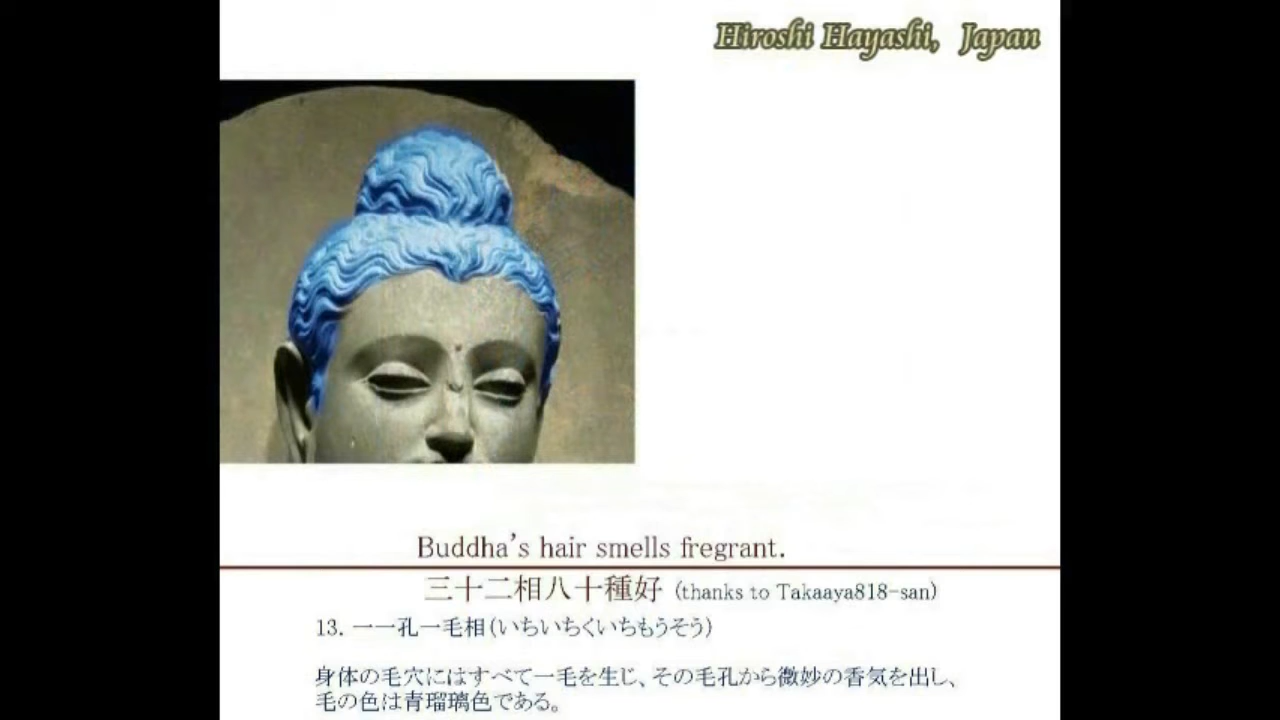 Hiroshi Hayashi, Japan
Buddha's hair smells fregrant.
三十二相八十種好 (thanks to Takaaya818-san)
13. 一一孔一毛相(いちいちくいちもうそう)
身体の毛穴にはすべて一毛を生じ、その毛孔から微妙の香気を出し、
毛の色は青瑠璃色である。